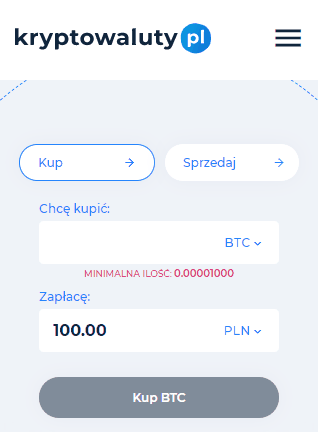 kryptowaluty pl
Kup
Sprzedaj
Chcę kupić:
BTC
MINIMALNA ILOŚĆ: 0.00001000
Zapłacę:
100.00 PLN
Kup BTC